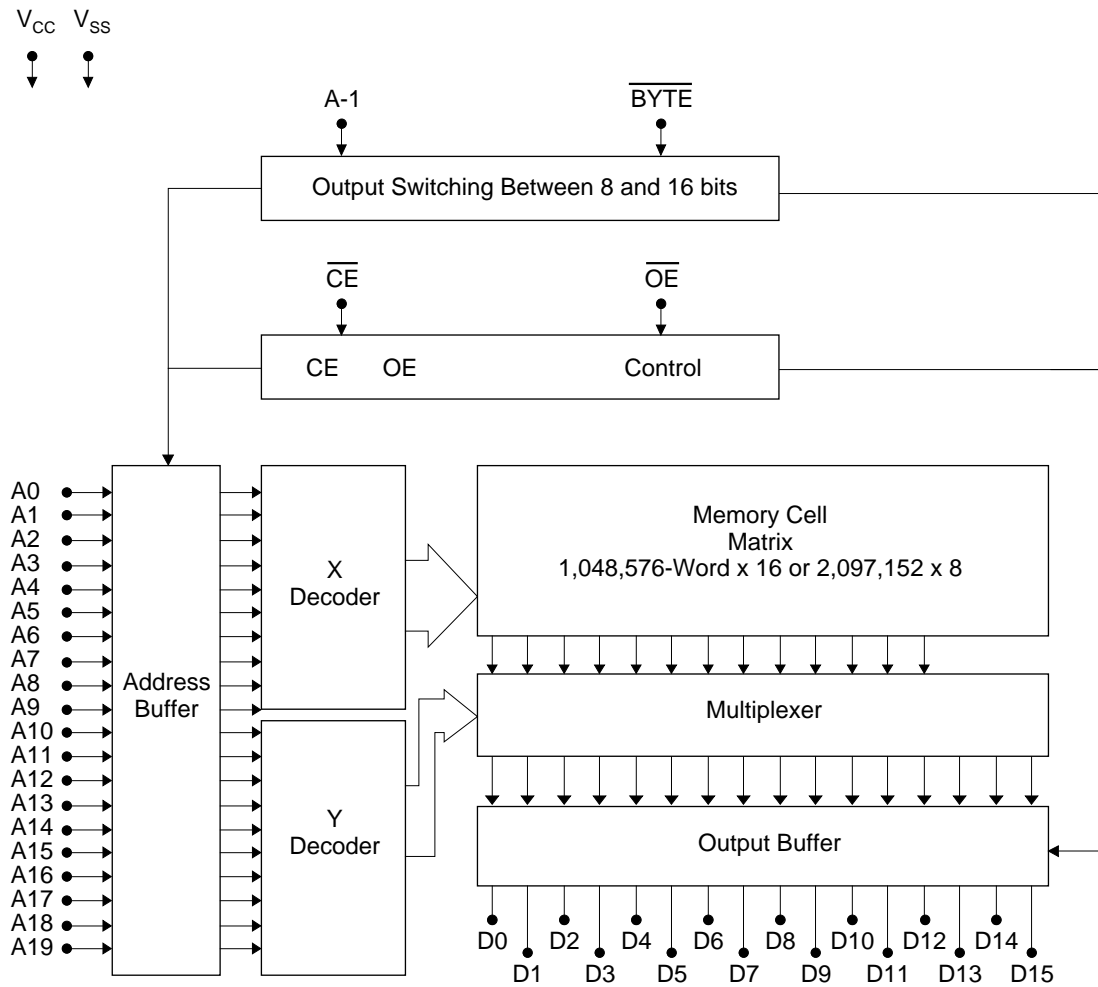 VCC VSS
A-1 BYTE
Output Switching Between 8 and 16 bits
CE OE
CE OE Control
A0
A1
A2
A3
A4
A5
A6
A7
A8
A9
A10
A11
A12
A13
A14
A15
A16
A17
A18
A19
Address
Buffer
X
Decoder
Y
Decoder
Memory Cell
Matrix
1,048,576-Word x 16 or 2,097,152 x 8
Multiplexer
Output Buffer
D0 D2 D4 D6 D8 D10 D12 D14
D1 D3 D5 D7 D9 D11 D13 D15